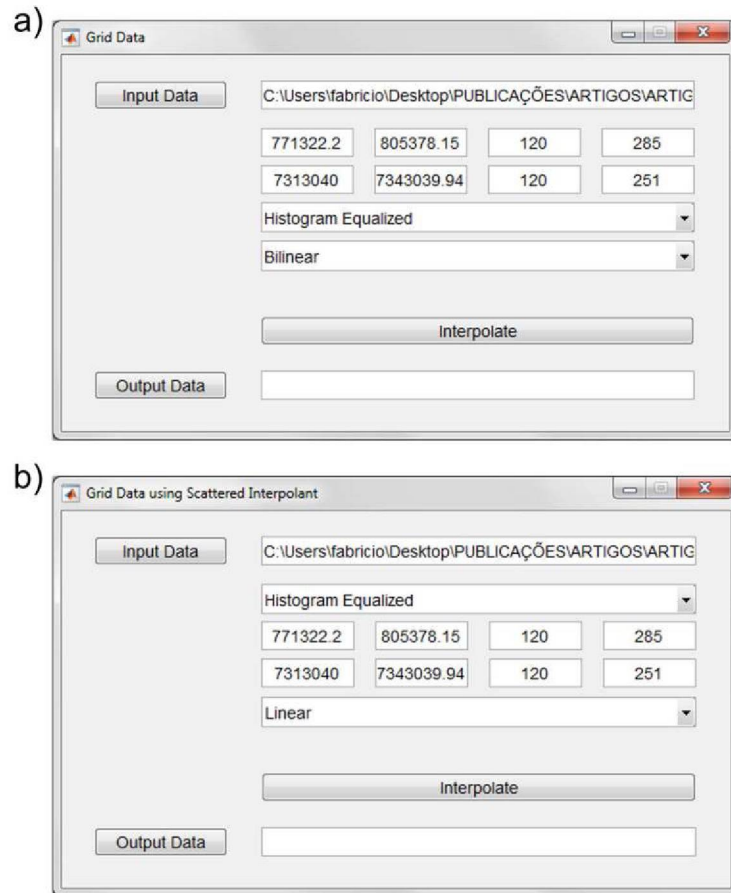 a)
Grid Data
Input Data C:\Users\fabricio\Desktop\PUBLICAÇÕES\ARTIGOS\ARTIG
771322.2 805378.15 120 285
7313040 7343039.94 120 251
Histogram Equalized
Bilinear
Interpolate
Output Data
b)
Grid Data using Scattered Interpolant
Input Data C:\Users\fabricio\Desktop\PUBLICAÇÕES\ARTIGOS\ARTIG
Histogram Equalized
771322.2 805378.15 120 285
7313040 7343039.94 120 251
Linear
Interpolate
Output Data